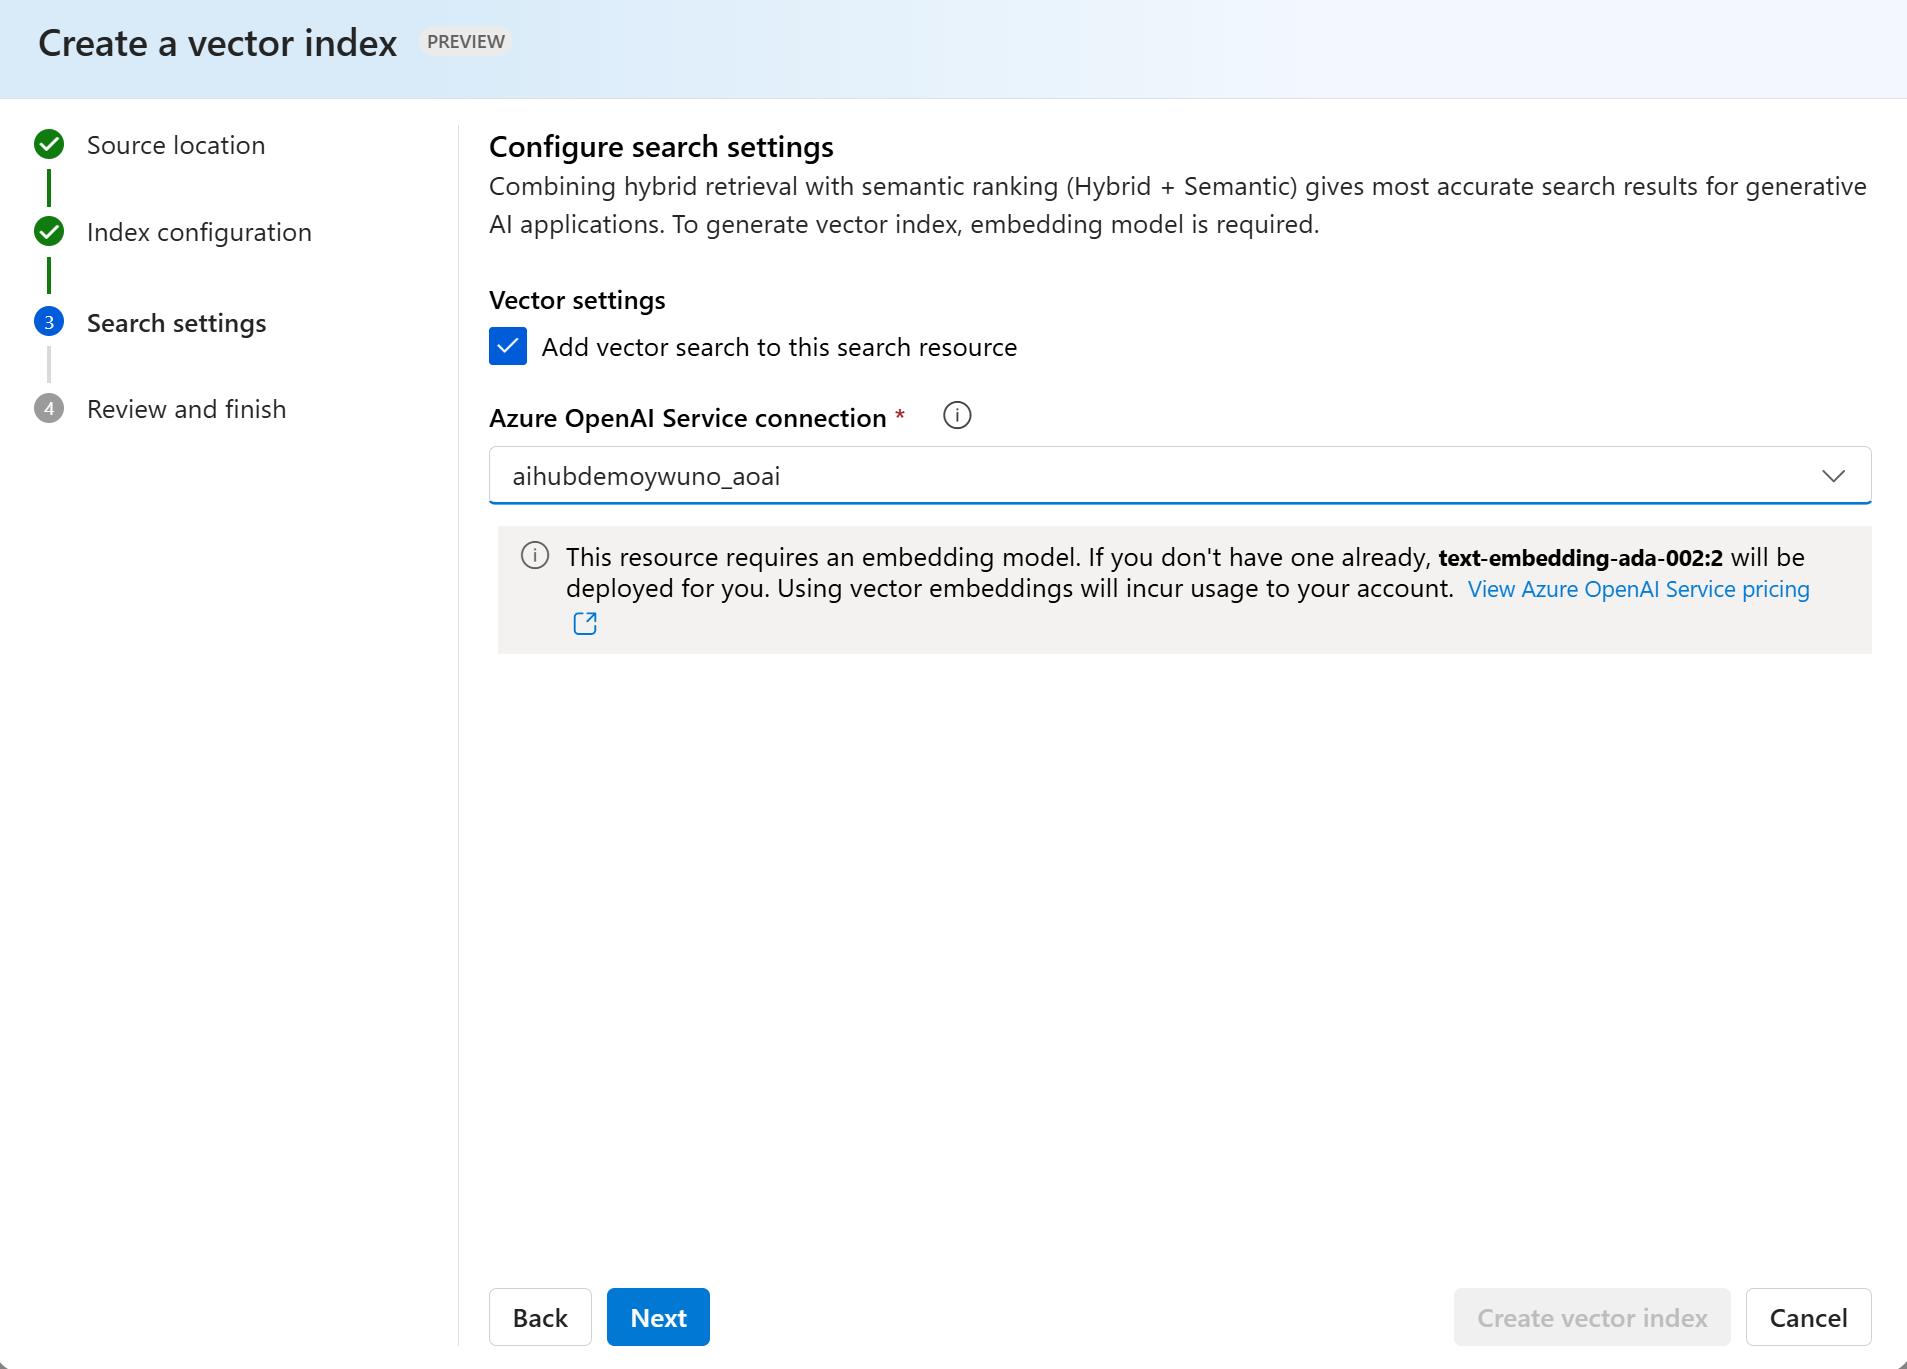 Create a vector index PREVIEW
Source location
Index configuration
3 Search settings
4 Review and finish
Configure search settings
Combining hybrid retrieval with semantic ranking (Hybrid + Semantic) gives most accurate search results for generative
AI applications. To generate vector index, embedding model is required.
Vector settings
Add vector search to this search resource
Azure OpenAI Service connection *
aihubdemoywuno_aoai
This resource requires an embedding model. If you don't have one already, text-embedding-ada-002:2 will be
deployed for you. Using vector embeddings will incur usage to your account. View Azure OpenAI Service pricing
Back Next Create vector index Cancel